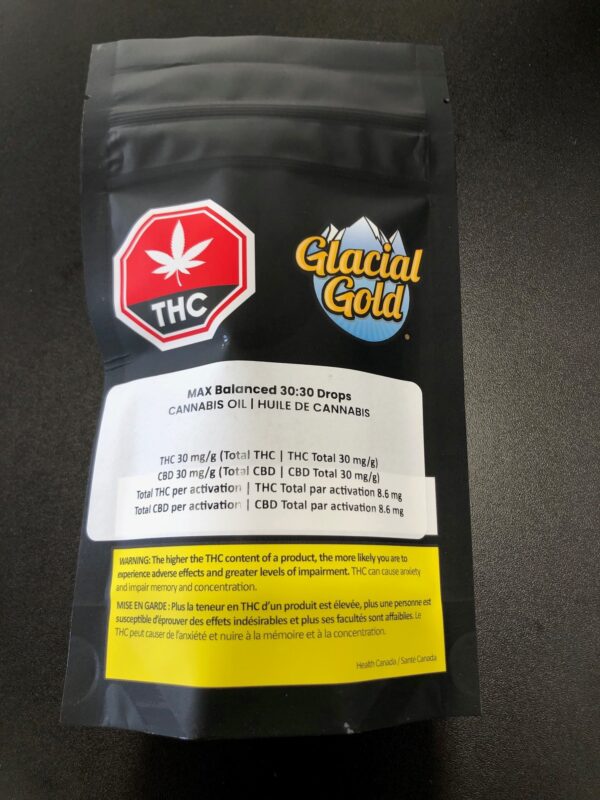 THC
Glacial
Gold
MAX Balanced 30:30 Drops
CANNABIS OIL | HUILE DE CANNABIS
THC 30 mg/g (Total THC | THC Total 30 mg/g)
CBD 30 mg/g (Total CBD | CBD Total 30 mg/g)
Total THC per activation | THC Total par activation 8.6 mg
Total CBD per activation | CBD Total par activation 8.6 mg
WARNING: The higher the THC content of a product, the more likely you are to
experience adverse effects and greater levels of impairment. THC can cause anxiety
and impair memory and concentration.
MISE EN GARDE : Plus la teneur en THC d'un produit est élevée, plus une personne est
susceptible d'éprouver des effets indésirables et plus ses facultés sont affaiblies. Le
THC peut causer de l'anxiété et nuire à la mémoire et à la concentration.
Health Canada / Santé Canada